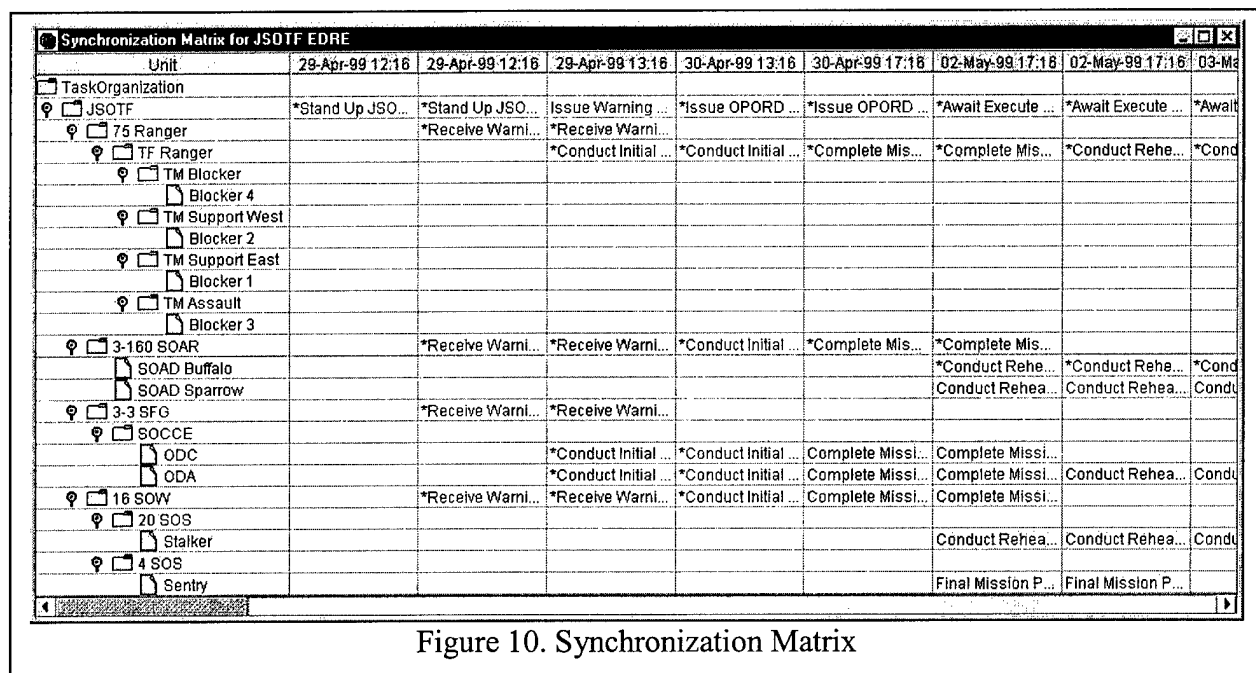 Synchronization Matrix for JSOTF EDRE
Unit 29-Apr-99 12:16 29-Apr-99 12:16 29-Apr-99 13:16 30-Apr-99 13:16 30-Apr-99 17:16 02-May-99 17:16 02-May-99 17:16 03-Ma
TaskOrganization
JSOTF *Stand Up JSO... *Stand Up JSO... Issue Warning ... *Issue OPORD ... *Issue OPORD ... *Await Execute ... *Await Execute ... *Await
75 Ranger *Receive Warni... *Receive Warni...
TF Ranger *Conduct Initial ... *Conduct Initial ... *Complete Mis... *Complete Mis... *Conduct Rehe... *Cond
TM Blocker
Blocker 4
TM Support West
Blocker 2
TM Support East
Blocker 1
TM Assault
Blocker 3
3-160 SOAR *Receive Warni... *Receive Warni... *Conduct Initial ... *Complete Mis... *Complete Mis...
SOAD Buffalo *Conduct Rehe... *Conduct Rehe... *Cond
SOAD Sparrow Conduct Rehea... Conduct Rehea... Condu
3-3 SFG *Receive Warni... *Receive Warni...
SOCCE
ODC *Conduct Initial ... *Conduct Initial ... Complete Missi... Complete Missi...
ODA *Conduct Initial ... *Conduct Initial ... Complete Missi... Complete Missi... Conduct Rehea... Condu
16 SOW *Receive Warni... *Receive Warni... *Conduct Initial ... Complete Missi... Complete Missi...
20 SOS
Stalker Conduct Rehea... Conduct Rehea... Condu
4 SOS
Sentry Final Mission P... Final Mission P...
Figure 10. Synchronization Matrix